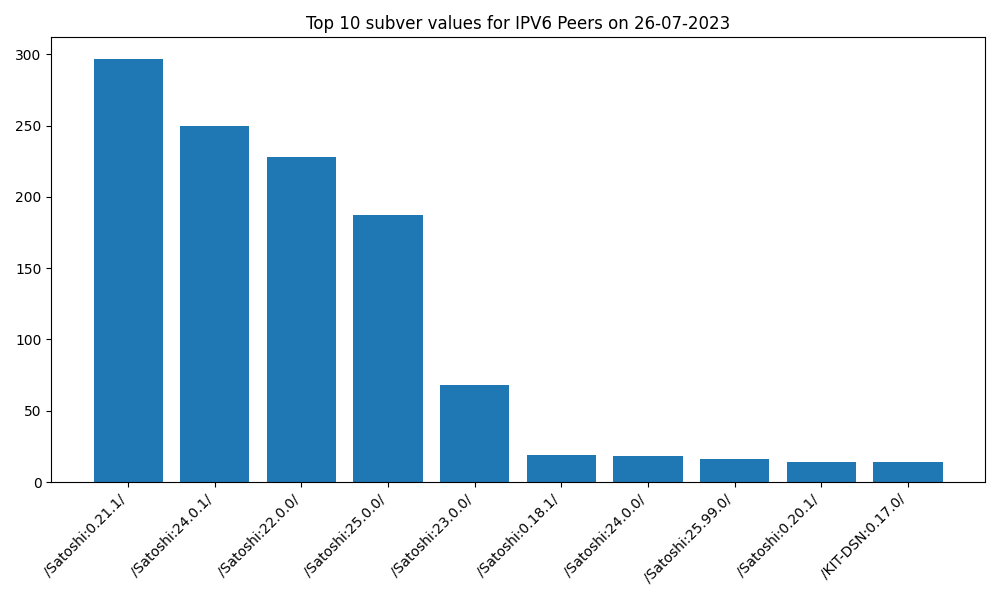 Top 10 subver values for IPV6 Peers on 26-07-2023
300
250
200
150
100
50
0
/Satoshi:0.21.1/
/Satoshi:24.0.1/
/Satoshi:22.0.0/
/Satoshi:25.0.0/
/Satoshi:23.0.0/
/Satoshi:0.18.1/
/Satoshi:24.0.0/
/Satoshi:25.99.0/
/Satoshi:0.20.1/
/KIT-DSN:0.17.0/